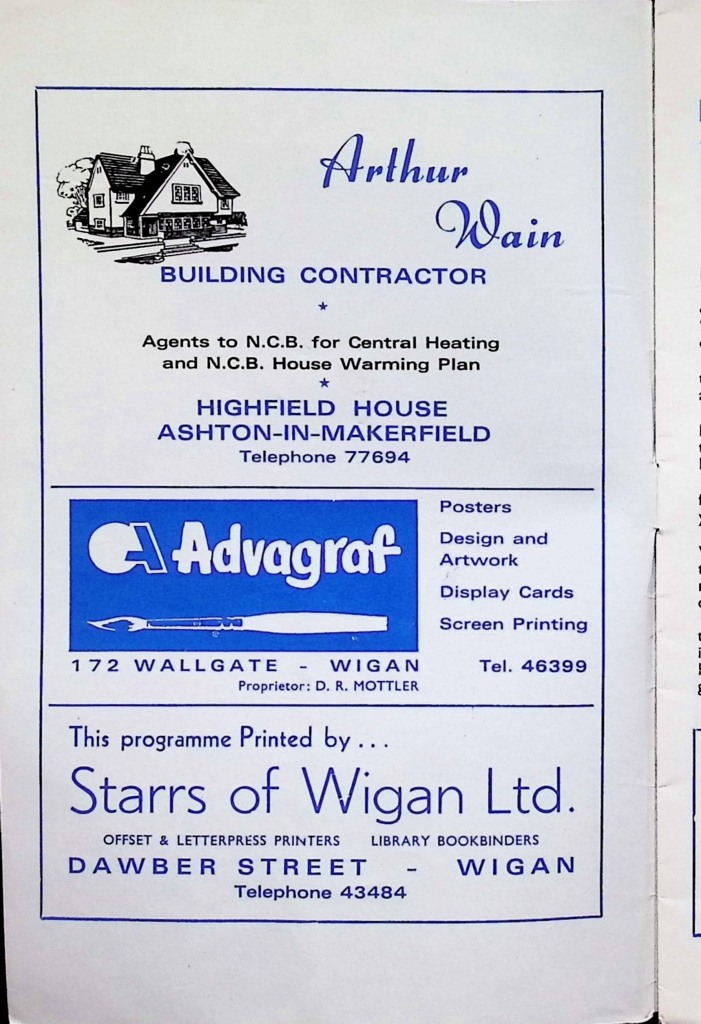 Arthur
Wain
BUILDING CONTRACTOR
★
Agents to N.C.B. for Central Heating
and N.C.B. House Warming Plan
★
HIGHFIELD HOUSE
ASHTON-IN-MAKERFIELD
Telephone 77694
A Advagraf
Posters
Design and
Artwork
Display Cards
Screen Printing
172 WALLGATE - WIGAN Tel. 46399
Proprietor: D. R. MOTTLER
This programme Printed by ...
Starrs of Wigan Ltd.
OFFSET & LETTERPRESS PRINTERS LIBRARY BOOKBINDERS
DAWBER STREET - WIGAN
Telephone 43484